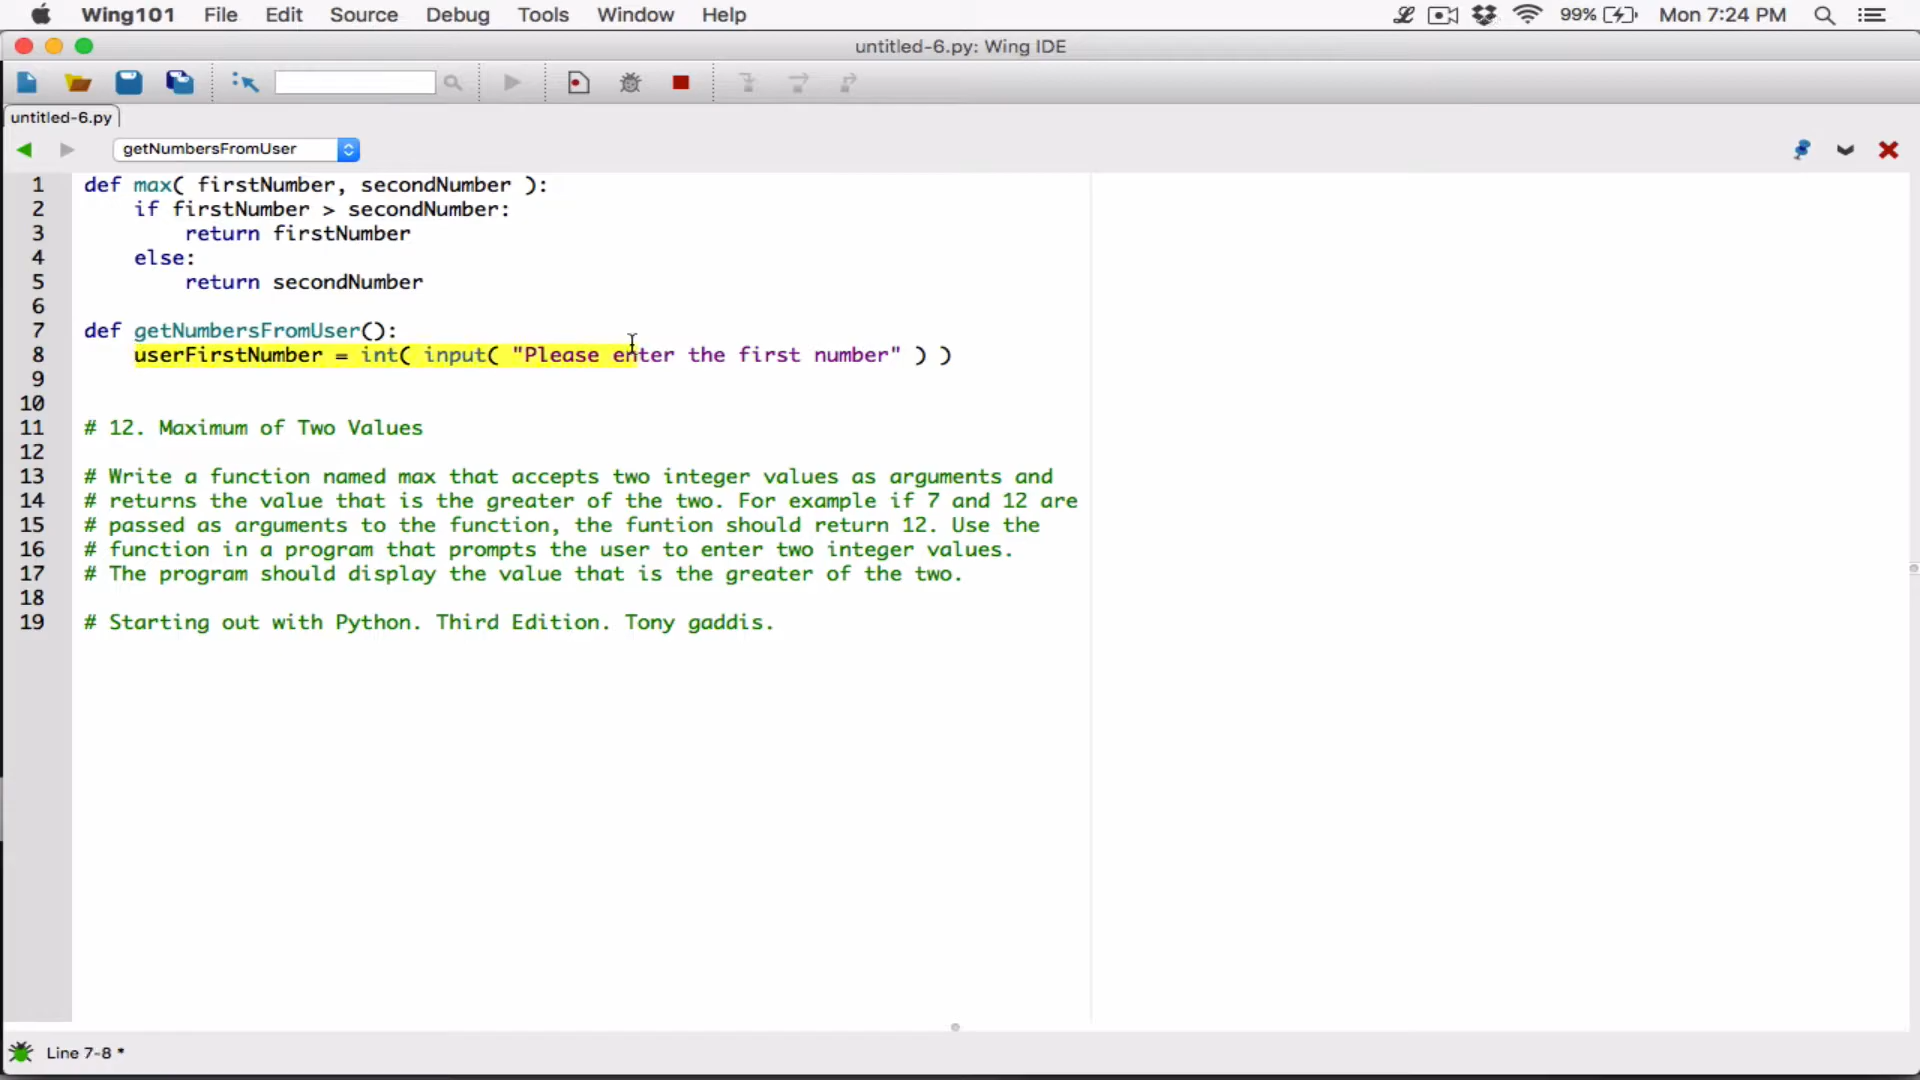 Wing101 File Edit Source Debug Tools Window Help 99% Mon 7:24 PM
untitled-6.py: Wing IDE
untitled-6.py
getNumbersFromUser
1 def max( firstNumber, secondNumber ):
2 if firstNumber > secondNumber:
3 return firstNumber
4 else:
5 return secondNumber
6
7 def getNumbersFromUser():
8 userFirstNumber = int( input( "Please enter the first number" ) )
9
10
11 # 12. Maximum of Two Values
12
13 # Write a function named max that accepts two integer values as arguments and
14 # returns the value that is the greater of the two. For example if 7 and 12 are
15 # passed as arguments to the function, the funtion should return 12. Use the
16 # function in a program that prompts the user to enter two integer values.
17 # The program should display the value that is the greater of the two.
18
19 # Starting out with Python. Third Edition. Tony gaddis.
Line 7-8 *